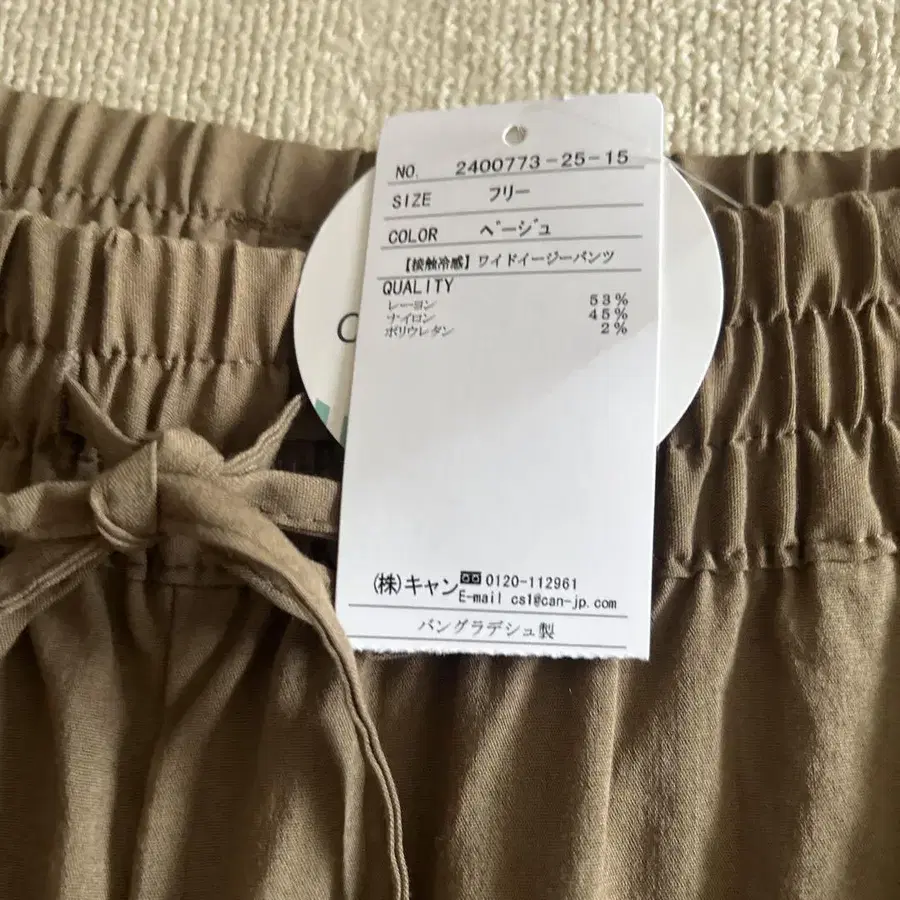 NO. 2400773-25-15
SIZE フリー
COLOR ベージュ
【接触冷感】ワイドイージーパンツ
QUALITY
レーヨン 53%
ナイロン 45%
ポリウレタン 2%
(株)キャン 0120-112961
E-mail cs1@can-jp.com
バングラデシュ製